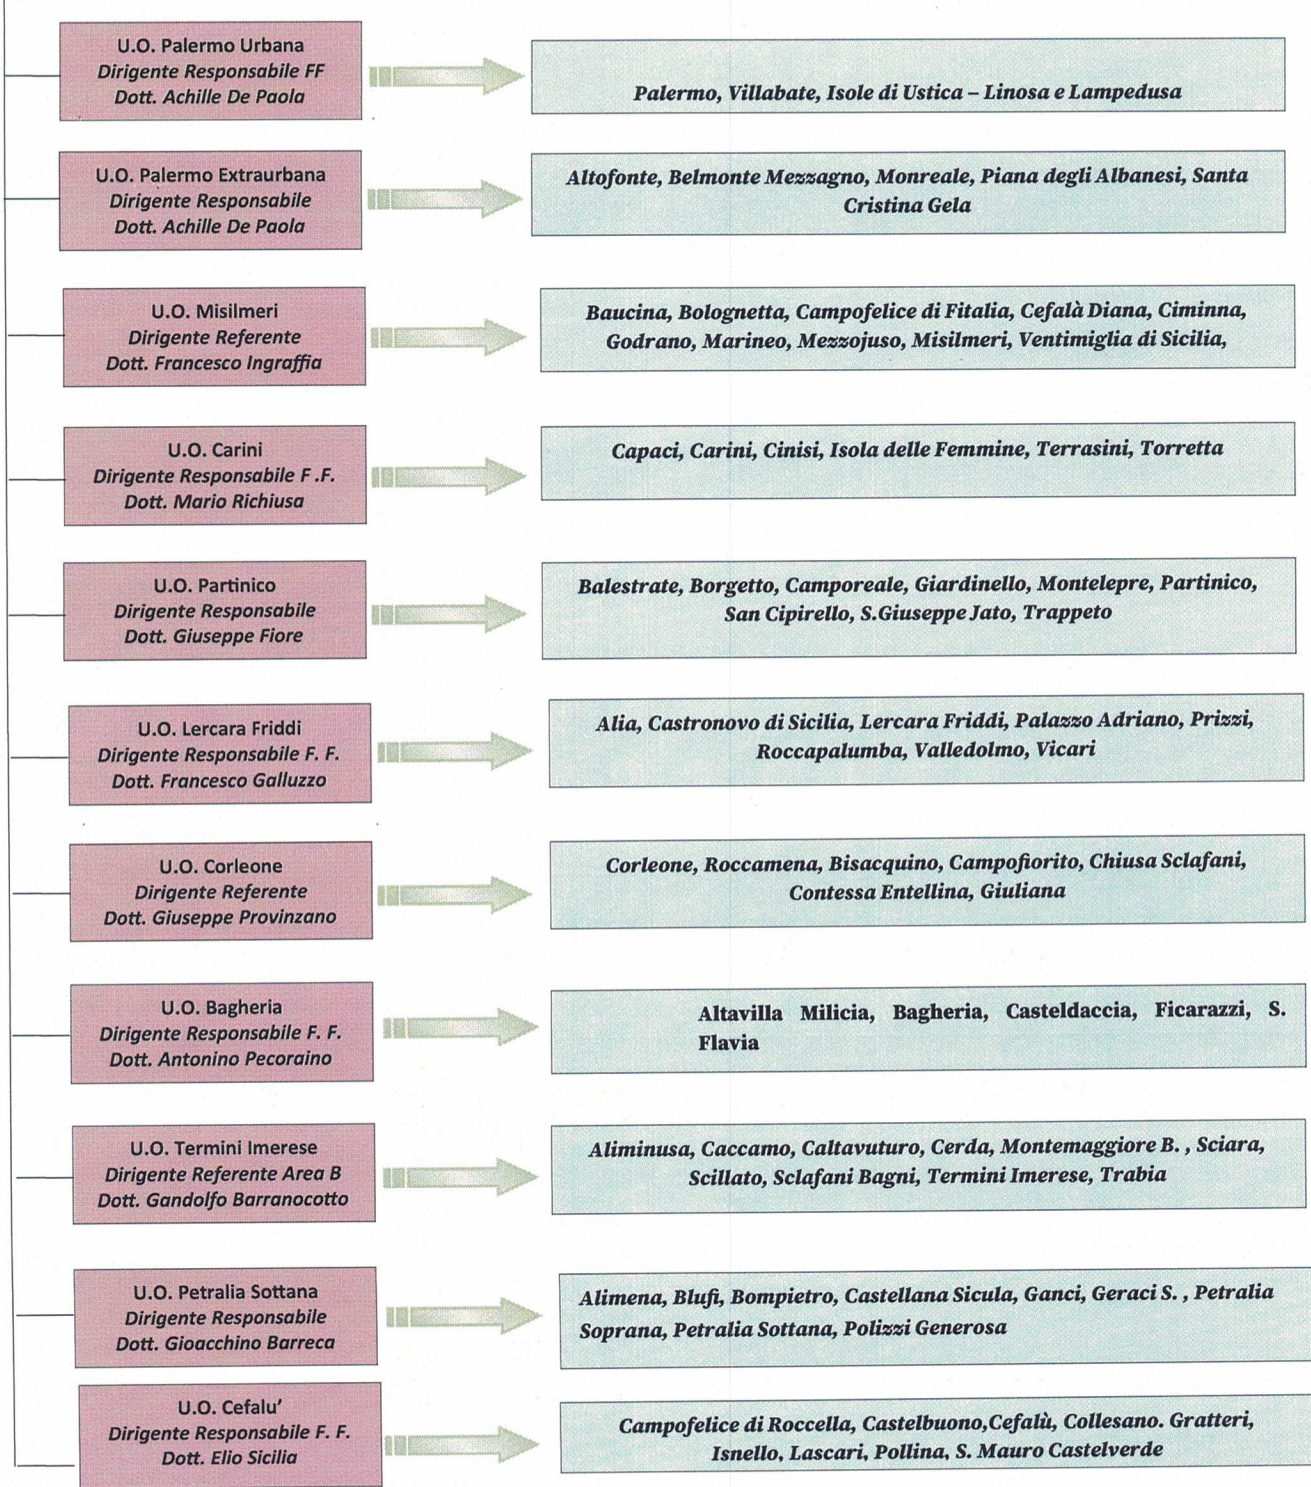 U.O. Palermo Urbana
Dirigente Responsabile FF
Dott. Achille De Paola
Palermo, Villabate, Isole di Ustica – Linosa e Lampedusa
U.O. Palermo Extraurbana
Dirigente Responsabile
Dott. Achille De Paola
Altofonte, Belmonte Mezzagno, Monreale, Piana degli Albanesi, Santa
Cristina Gela
U.O. Misilmeri
Dirigente Referente
Dott. Francesco Ingraffia
Baucina, Bolognetta, Campofelice di Fitalia, Cefalà Diana, Ciminna,
Godrano, Marineo, Mezzojuso, Misilmeri, Ventimiglia di Sicilia,
U.O. Carini
Dirigente Responsabile F .F.
Dott. Mario Richiusa
Capaci, Carini, Cinisi, Isola delle Femmine, Terrasini, Torretta
U.O. Partinico
Dirigente Responsabile
Dott. Giuseppe Fiore
Balestrate, Borgetto, Camporeale, Giardinello, Montelepre, Partinico,
San Cipirello, S.Giuseppe Jato, Trappeto
U.O. Lercara Friddi
Dirigente Responsabile F. F.
Dott. Francesco Galluzzo
Alia, Castronovo di Sicilia, Lercara Friddi, Palazzo Adriano, Prizzi,
Roccapalumba, Valledolmo, Vicari
U.O. Corleone
Dirigente Referente
Dott. Giuseppe Provinzano
Corleone, Roccamena, Bisacquino, Campofiorito, Chiusa Sclafani,
Contessa Entellina, Giuliana
U.O. Bagheria
Dirigente Responsabile F. F.
Dott. Antonino Pecoraino
Altavilla Milicia, Bagheria, Casteldaccia, Ficarazzi, S.
Flavia
U.O. Termini Imerese
Dirigente Referente Area B
Dott. Gandolfo Barranocotto
Aliminusa, Caccamo, Caltavuturo, Cerda, Montemaggiore B. , Sciara,
Scillato, Sclafani Bagni, Termini Imerese, Trabia
U.O. Petralia Sottana
Dirigente Responsabile
Dott. Gioacchino Barreca
Alimena, Blufi, Bompietro, Castellana Sicula, Ganci, Geraci S. , Petralia
Soprana, Petralia Sottana, Polizzi Generosa
U.O. Cefalu'
Dirigente Responsabile F. F.
Dott. Elio Sicilia
Campofelice di Roccella, Castelbuono,Cefalù, Collesano. Gratteri,
Isnello, Lascari, Pollina, S. Mauro Castelverde